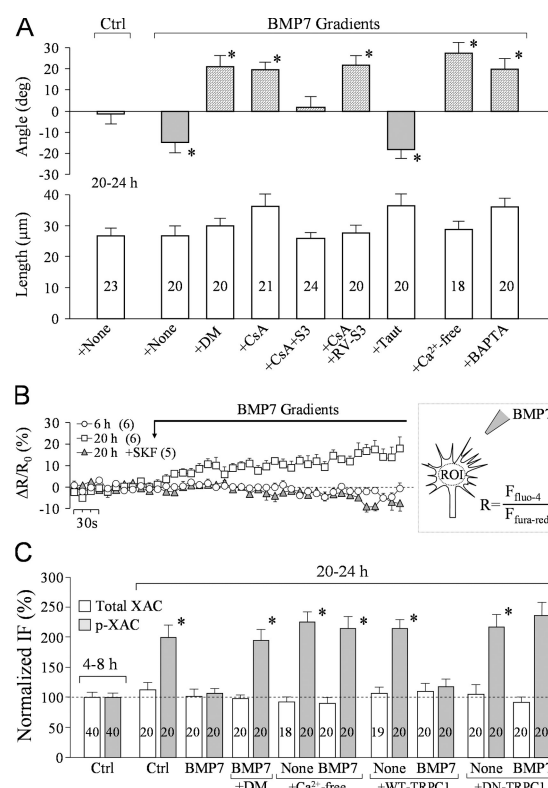 A
Ctrl
BMP7 Gradients
Angle (deg)
30
20
10
0
-10
-20
-30
* * * * * * *
20-24 h
Length (μm)
40
30
20
10
0
23 20 20 21 24 20 20 18 20
+None
+None
+DM
+CsA
+CsA+S3
+CsA +RV-S3
+Taut
+Ca²⁺-free
+BAPTA
B
BMP7 Gradients
ΔR/R₀ (%)
30
20
10
0
-10
6 h (6)
20 h (6)
20 h +SKF (5)
30s
BMP7
ROI
R= F fluo-4 / F fura-red
C
20-24 h
Normalized IF (%)
300
250
200
150
100
50
0
Total XAC
p-XAC
4-8 h
* * * * * *
40 40 20 20 20 20 20 20 18 20 20 20 19 20 20 20 20 20 20 20
Ctrl Ctrl BMP7 BMP7 None BMP7 None BMP7 None BMP7
+DM +Ca²⁺-free +WT-TRPC1 +DN-TRPC1